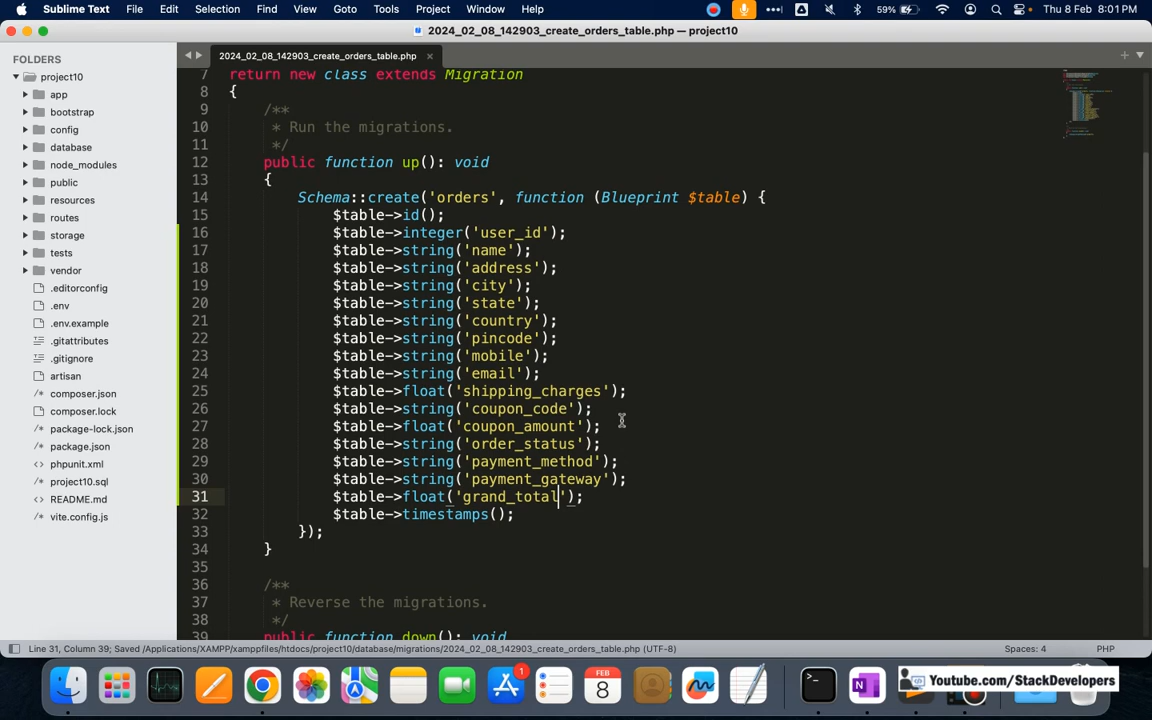 Sublime Text File Edit Selection Find View Goto Tools Project Window Help 59% Thu 8 Feb 8:01 PM
2024_02_08_142903_create_orders_table.php — project10
FOLDERS
project10
app
bootstrap
config
database
node_modules
public
resources
routes
storage
tests
vendor
.editorconfig
.env
.env.example
.gitattributes
.gitignore
artisan
composer.json
composer.lock
package-lock.json
package.json
phpunit.xml
project10.sql
README.md
vite.config.js
2024_02_08_142903_create_orders_table.php
7 return new class extends Migration
8 {
9 /**
10 * Run the migrations.
11 */
12 public function up(): void
13 {
14 Schema::create('orders', function (Blueprint $table) {
15 $table->id();
16 $table->integer('user_id');
17 $table->string('name');
18 $table->string('address');
19 $table->string('city');
20 $table->string('state');
21 $table->string('country');
22 $table->string('pincode');
23 $table->string('mobile');
24 $table->string('email');
25 $table->float('shipping_charges');
26 $table->string('coupon_code');
27 $table->float('coupon_amount');
28 $table->string('order_status');
29 $table->string('payment_method');
30 $table->string('payment_gateway');
31 $table->float('grand_total');
32 $table->timestamps();
33 });
34 }
35
36 /**
37 * Reverse the migrations.
38 */
39 public function down(): void
Line 31, Column 39; Saved /Applications/XAMPP/xamppfiles/htdocs/project10/database/migrations/2024_02_08_142903_create_orders_table.php (UTF-8) Spaces: 4 PHP
FEB
8
1
Youtube.com/StackDevelopers